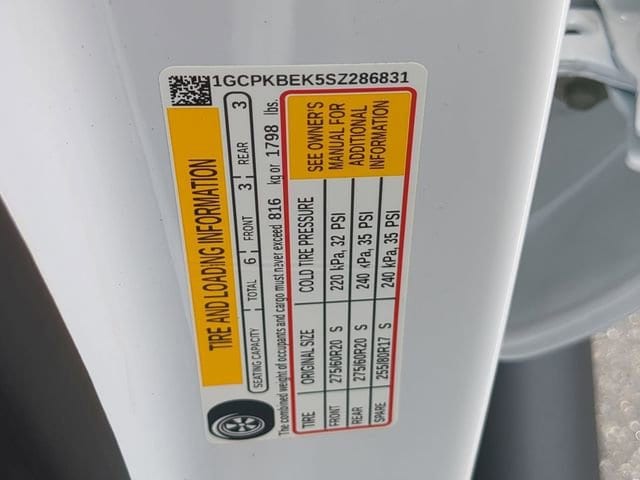 1GCPKBEK5SZ286831
TIRE AND LOADING INFORMATION
SEATING CAPACITY TOTAL 6 FRONT 3 REAR 3
The combined weight of occupants and cargo must never exceed 816 kg or 1798 lbs.
TIRE ORIGINAL SIZE COLD TIRE PRESSURE
FRONT 275/60R20 S 220 kPa, 32 PSI
REAR 275/60R20 S 240 kPa, 35 PSI
SPARE 255/80R17 S 240 kPa, 35 PSI
SEE OWNER'S
MANUAL FOR
ADDITIONAL
INFORMATION